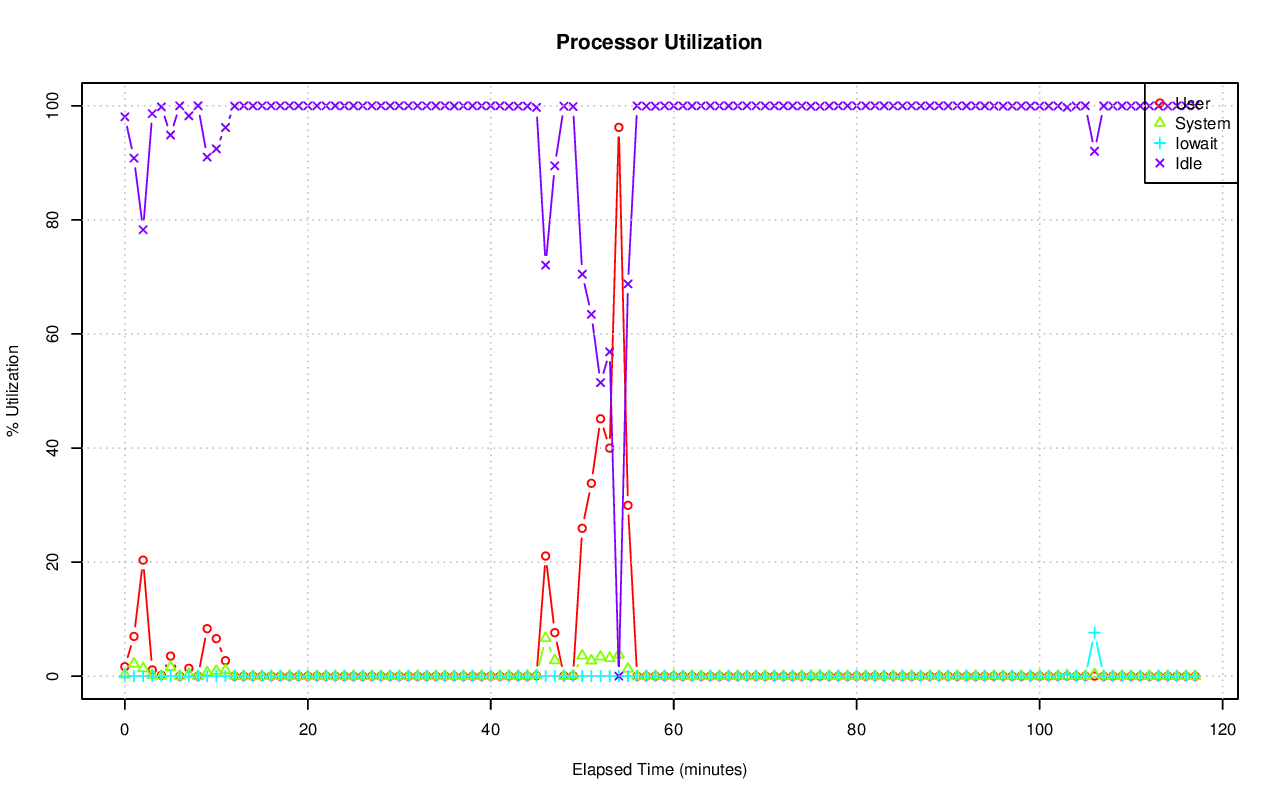 Processor Utilization
% Utilization
100
80
60
40
20
0
User
System
Iowait
Idle
0 20 40 60 80 100 120
Elapsed Time (minutes)